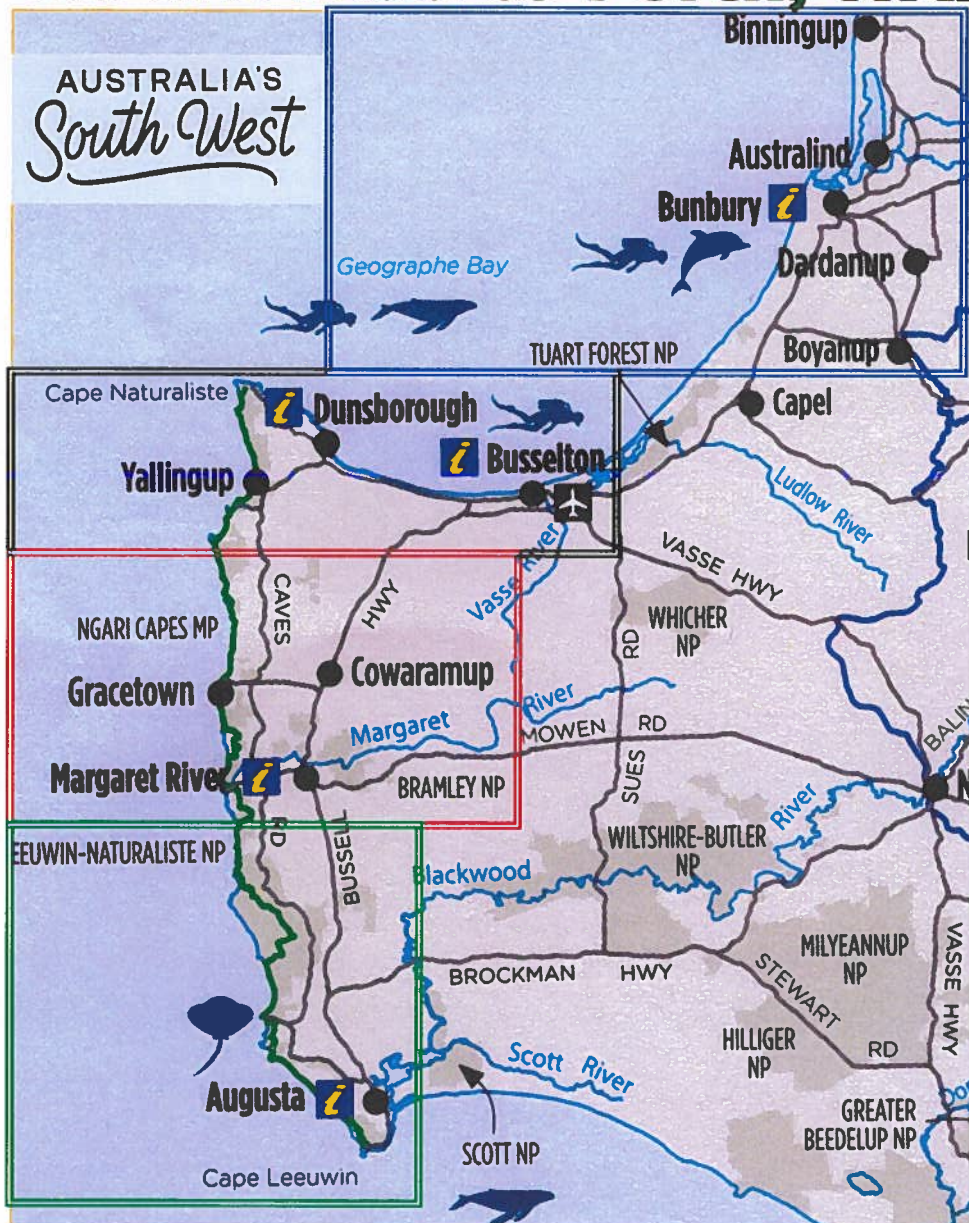 Binningup
AUSTRALIA'S
South West
Australind
Bunbury
i
Dardanup
Geographe Bay
TUART FOREST NP
Boyanup
Cape Naturaliste
i
Dunsborough
Capel
i
Busselton
Yallingup
Ludlow River
Vasse River
VASSE HWY
CAVES
HWY
NGARI CAPES MP
WHICHER
NP
RD
Cowaramup
Gracetown
Margaret
River
MOWEN
RD
BALIN
Margaret River
i
BRAMLEY NP
SUES
River
N
RD
BUSSELL
EEUWIN-NATURALISTE NP
WILTSHIRE-BUTLER
NP
Blackwood
MILYEANNUP
NP
VASSE HWY
BROCKMAN
HWY
STEWART
RD
HILLIGER
NP
Scott River
Augusta
i
Don
GREATER
BEEDELUP NP
SCOTT NP
Cape Leeuwin